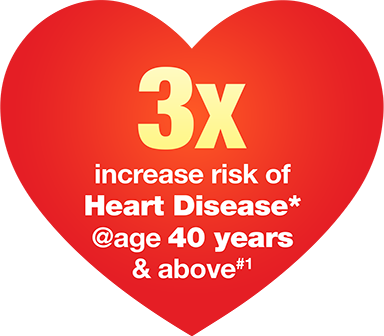 3x
increase risk of
Heart Disease*
@age 40 years
& above#1